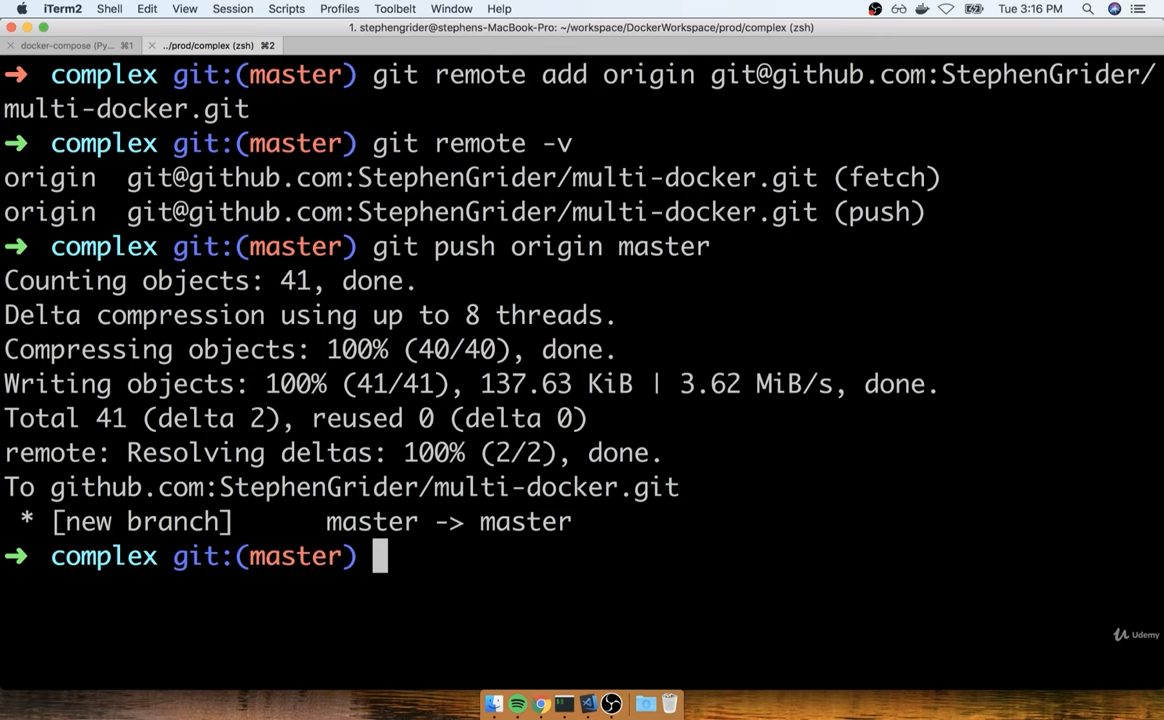 iTerm2 Shell Edit View Session Scripts Profiles Toolbelt Window Help Tue 3:16 PM
1. stephengrider@stephens-MacBook-Pro: ~/workspace/DockerWorkspace/prod/complex (zsh)
docker-compose (Py... ⌘1 ../prod/complex (zsh) ⌘2
➜ complex git:(master) git remote add origin git@github.com:StephenGrider/
multi-docker.git
➜ complex git:(master) git remote -v
origin git@github.com:StephenGrider/multi-docker.git (fetch)
origin git@github.com:StephenGrider/multi-docker.git (push)
➜ complex git:(master) git push origin master
Counting objects: 41, done.
Delta compression using up to 8 threads.
Compressing objects: 100% (40/40), done.
Writing objects: 100% (41/41), 137.63 KiB | 3.62 MiB/s, done.
Total 41 (delta 2), reused 0 (delta 0)
remote: Resolving deltas: 100% (2/2), done.
To github.com:StephenGrider/multi-docker.git
* [new branch] master -> master
➜ complex git:(master)
Udemy